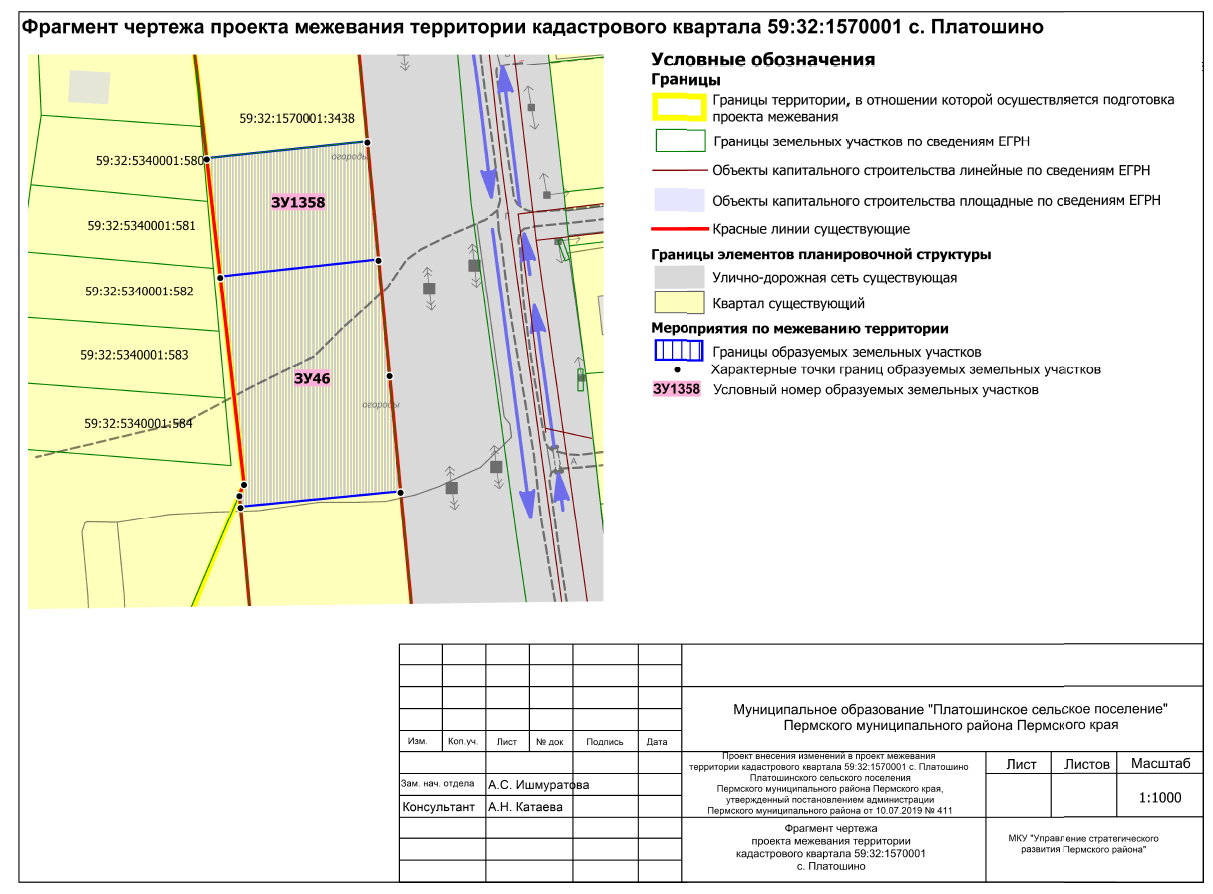 Фрагмент чертежа проекта межевания территории кадастрового квартала 59:32:1570001 с. Платошино
59:32:1570001:3438
огороды
59:32:5340001:580
ЗУ1358
59:32:5340001:581
59:32:5340001:582
59:32:5340001:583
ЗУ46
огороды
59:32:5340001:584
А
Условные обозначения
Границы
Границы территории, в отношении которой осуществляется подготовка
проекта межевания
Границы земельных участков по сведениям ЕГРН
Объекты капитального строительства линейные по сведениям ЕГРН
Объекты капитального строительства площадные по сведениям ЕГРН
Красные линии существующие
Границы элементов планировочной структуры
Улично-дорожная сеть существующая
Квартал существующий
Мероприятия по межеванию территории
Границы образуемых земельных участков
Характерные точки границ образуемых земельных участков
ЗУ1358 Условный номер образуемых земельных участков
Муниципальное образование "Платошинское сельское поселение"
Пермского муниципального района Пермского края
Изм. Кол.уч. Лист № док Подпись Дата
Проект внесения изменений в проект межевания
территории кадастрового квартала 59:32:1570001 с. Платошино
Платошинского сельского поселения
Пермского муниципального района Пермского края,
утвержденный постановлением администрации
Пермского муниципального района от 10.07.2019 № 411
Лист Листов Масштаб
1:1000
Зам. нач. отдела А.С. Ишмуратова
Консультант А.Н. Катаева
Фрагмент чертежа
проекта межевания территории
кадастрового квартала 59:32:1570001
с. Платошино
МКУ "Управление стратегического
развития Пермского района"